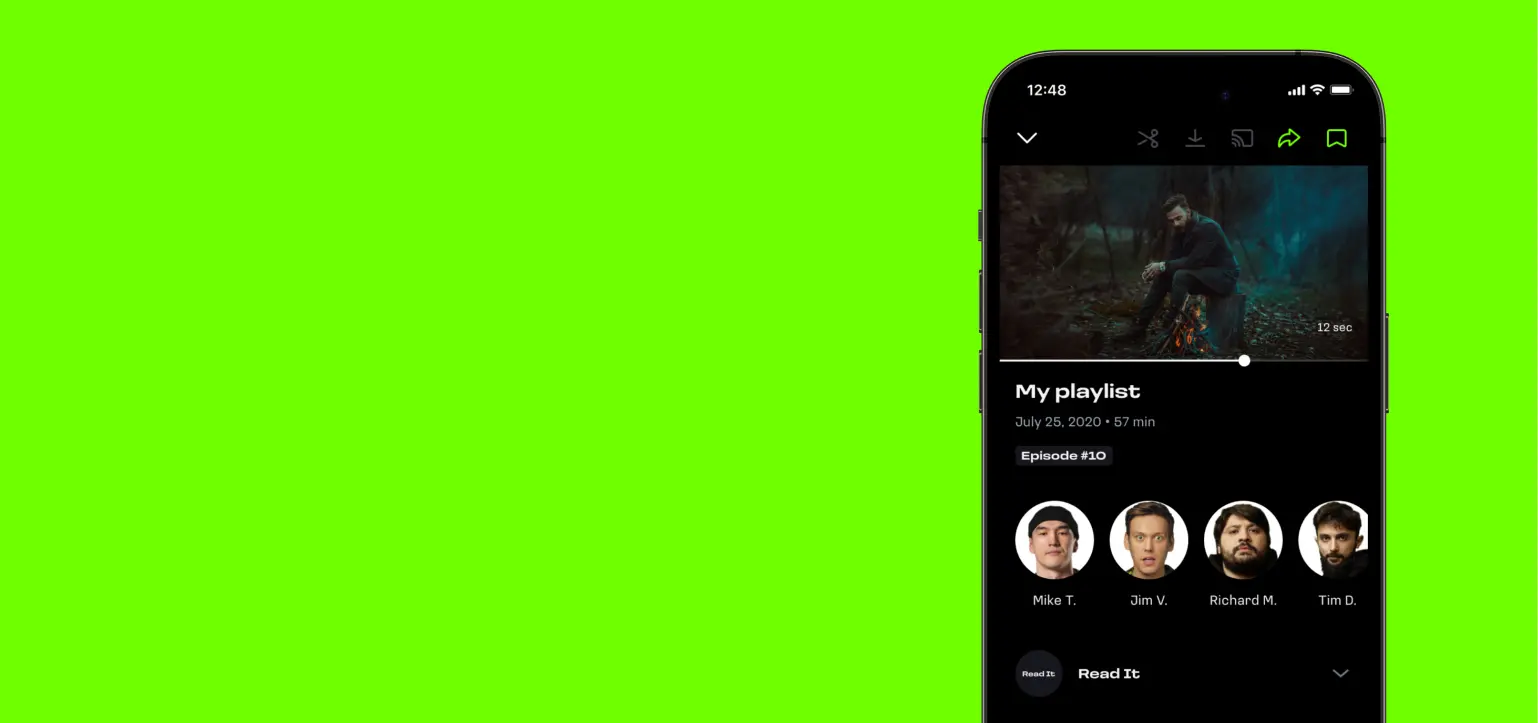 12:48
12 sec
My playlist
July 25, 2020 • 57 min
Episode #10
Mike T.
Jim V.
Richard M.
Tim D.
Read It
Read It